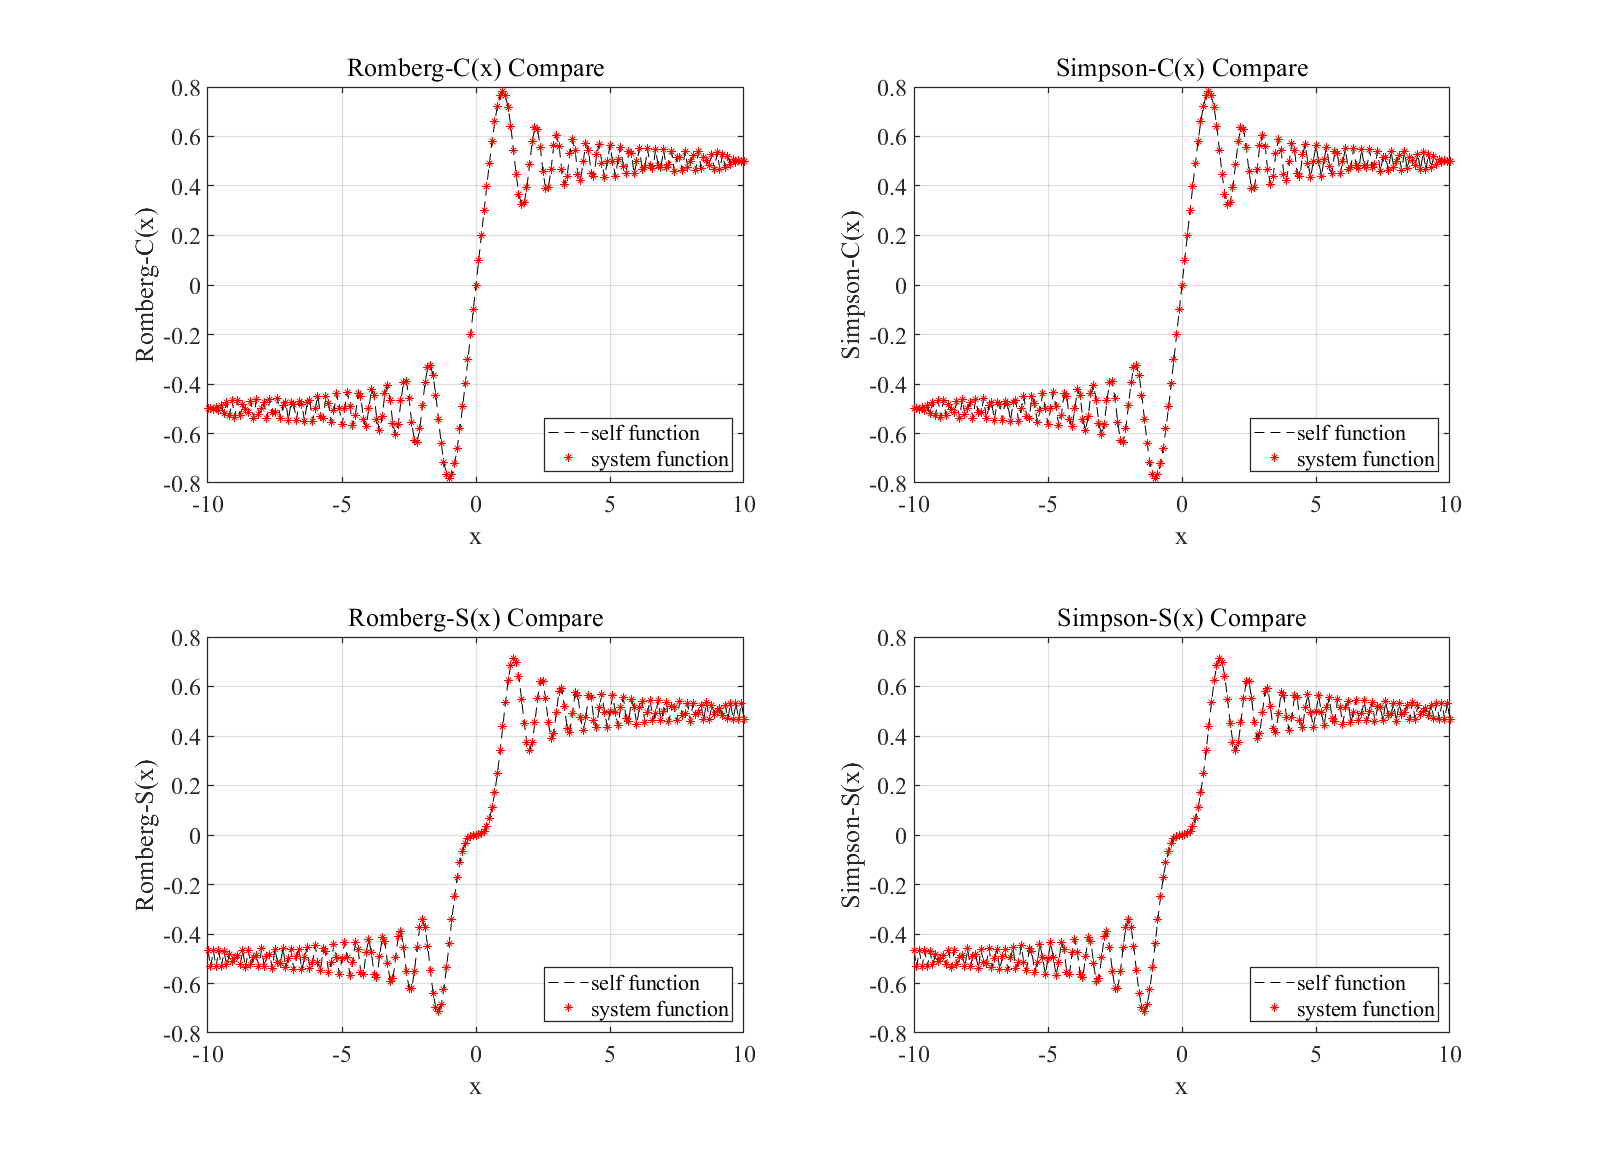 Romberg-C(x) Compare
Romberg-C(x)
0.8
0.6
0.4
0.2
0
-0.2
-0.4
-0.6
-0.8
-10
-5
0
5
10
x
self function
system function
Simpson-C(x) Compare
Simpson-C(x)
0.8
0.6
0.4
0.2
0
-0.2
-0.4
-0.6
-0.8
-10
-5
0
5
10
x
self function
system function
Romberg-S(x) Compare
Romberg-S(x)
0.8
0.6
0.4
0.2
0
-0.2
-0.4
-0.6
-0.8
-10
-5
0
5
10
x
self function
system function
Simpson-S(x) Compare
Simpson-S(x)
0.8
0.6
0.4
0.2
0
-0.2
-0.4
-0.6
-0.8
-10
-5
0
5
10
x
self function
system function